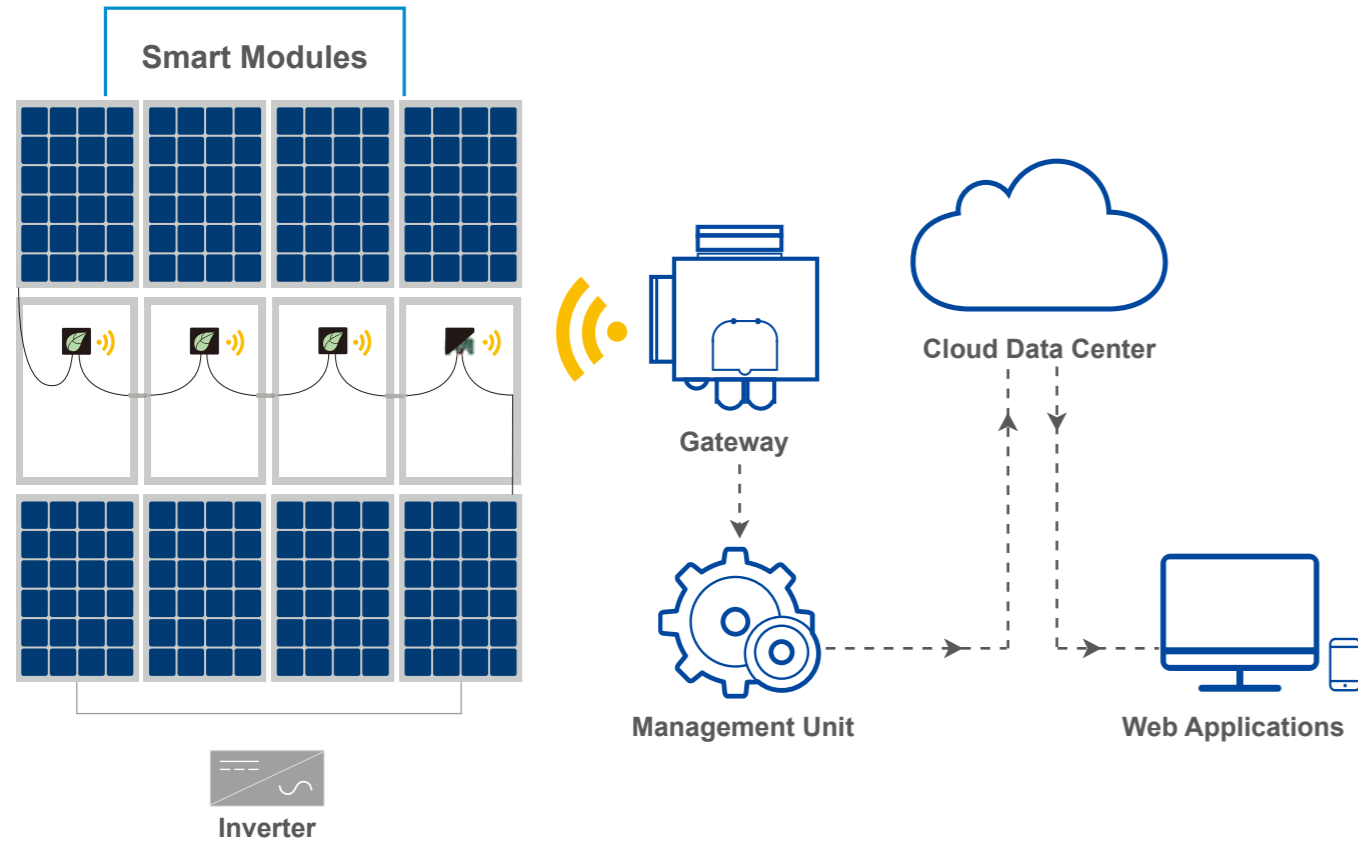 Smart Modules
Cloud Data Center
Gateway
Management Unit
Web Applications
Inverter